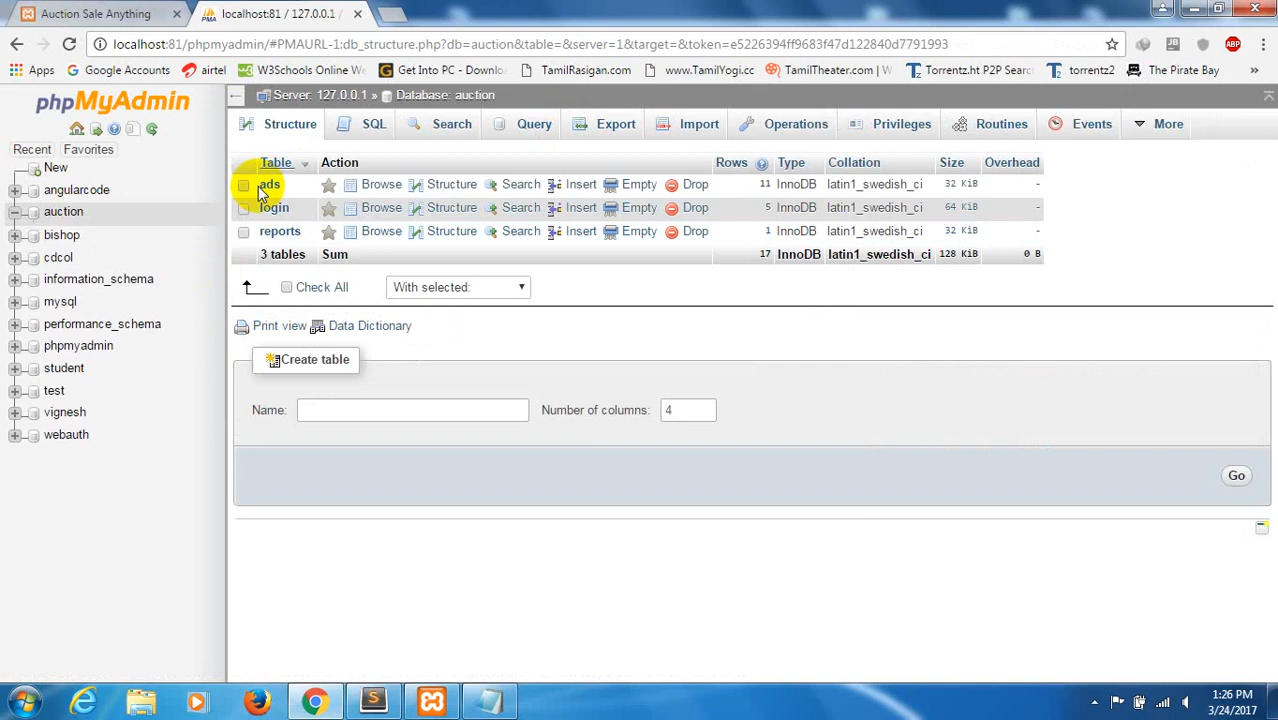 Auction Sale Anything
localhost:81 / 127.0.0.1
localhost:81/phpmyadmin/#PMAURL-1:db_structure.php?db=auction&table=&server=1&target=&token=e5226394ff9683f47d122840d7791993
Apps Google Accounts airtel W3Schools Online We Get Into PC - Downloa TamilRasigan.com www.TamilYogi.cc TamilTheater.com | W Torrentz.ht P2P Searc torrentz2 The Pirate Bay »
phpMyAdmin
Recent Favorites
New
angularcode
auction
bishop
cdcol
information_schema
mysql
performance_schema
phpmyadmin
student
test
vignesh
webauth
Server: 127.0.0.1 » Database: auction
Structure SQL Search Query Export Import Operations Privileges Routines Events More
Table Action Rows Type Collation Size Overhead
ads Browse Structure Search Insert Empty Drop 11 InnoDB latin1_swedish_ci 32 KiB -
login Browse Structure Search Insert Empty Drop 5 InnoDB latin1_swedish_ci 64 KiB -
reports Browse Structure Search Insert Empty Drop 1 InnoDB latin1_swedish_ci 32 KiB -
3 tables Sum 17 InnoDB latin1_swedish_ci 128 KiB 0 B
Check All With selected:
Print view Data Dictionary
Create table
Name: Number of columns: 4
Go
1:26 PM
3/24/2017